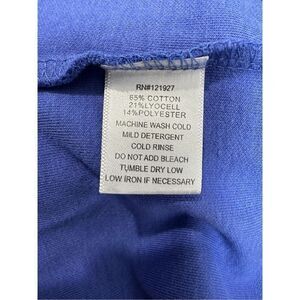 RN#121927
65% COTTON
21%LYOCELL
14%POLYESTER
MACHINE WASH COLD
MILD DETERGENT
COLD RINSE
DO NOT ADD BLEACH
TUMBLE DRY LOW
LOW IRON IF NECESSARY